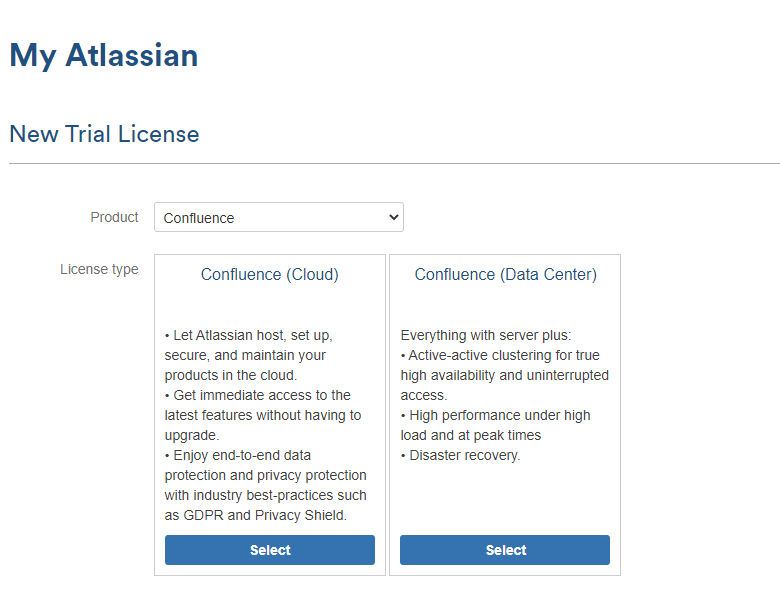 My Atlassian
New Trial License
Product
Confluence
License type
Confluence (Cloud)
• Let Atlassian host, set up,
secure, and maintain your
products in the cloud.
• Get immediate access to the
latest features without having to
upgrade.
• Enjoy end-to-end data
protection and privacy protection
with industry best-practices such
as GDPR and Privacy Shield.
Select
Confluence (Data Center)
Everything with server plus:
• Active-active clustering for true
high availability and uninterrupted
access.
• High performance under high
load and at peak times
• Disaster recovery.
Select